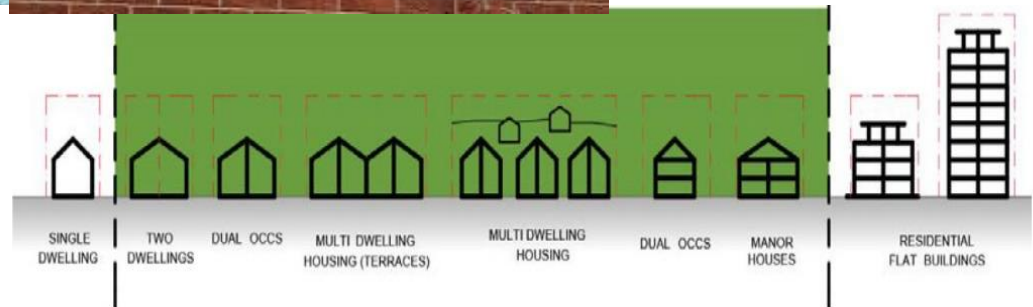 SINGLE
DWELLING
TWO
DWELLINGS
DUAL OCCS
MULTI DWELLING
HOUSING (TERRACES)
MULTI DWELLING
HOUSING
DUAL OCCS
MANOR
HOUSES
RESIDENTIAL
FLAT BUILDINGS